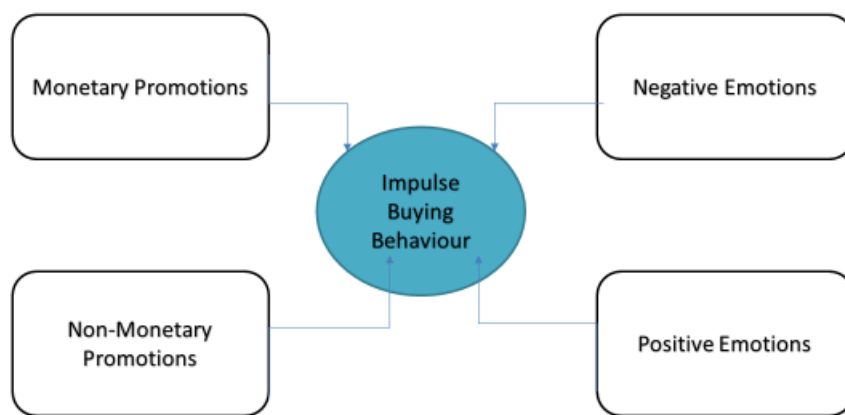 Monetary Promotions
Negative Emotions
Impulse
Buying
Behaviour
Non-Monetary
Promotions
Positive Emotions